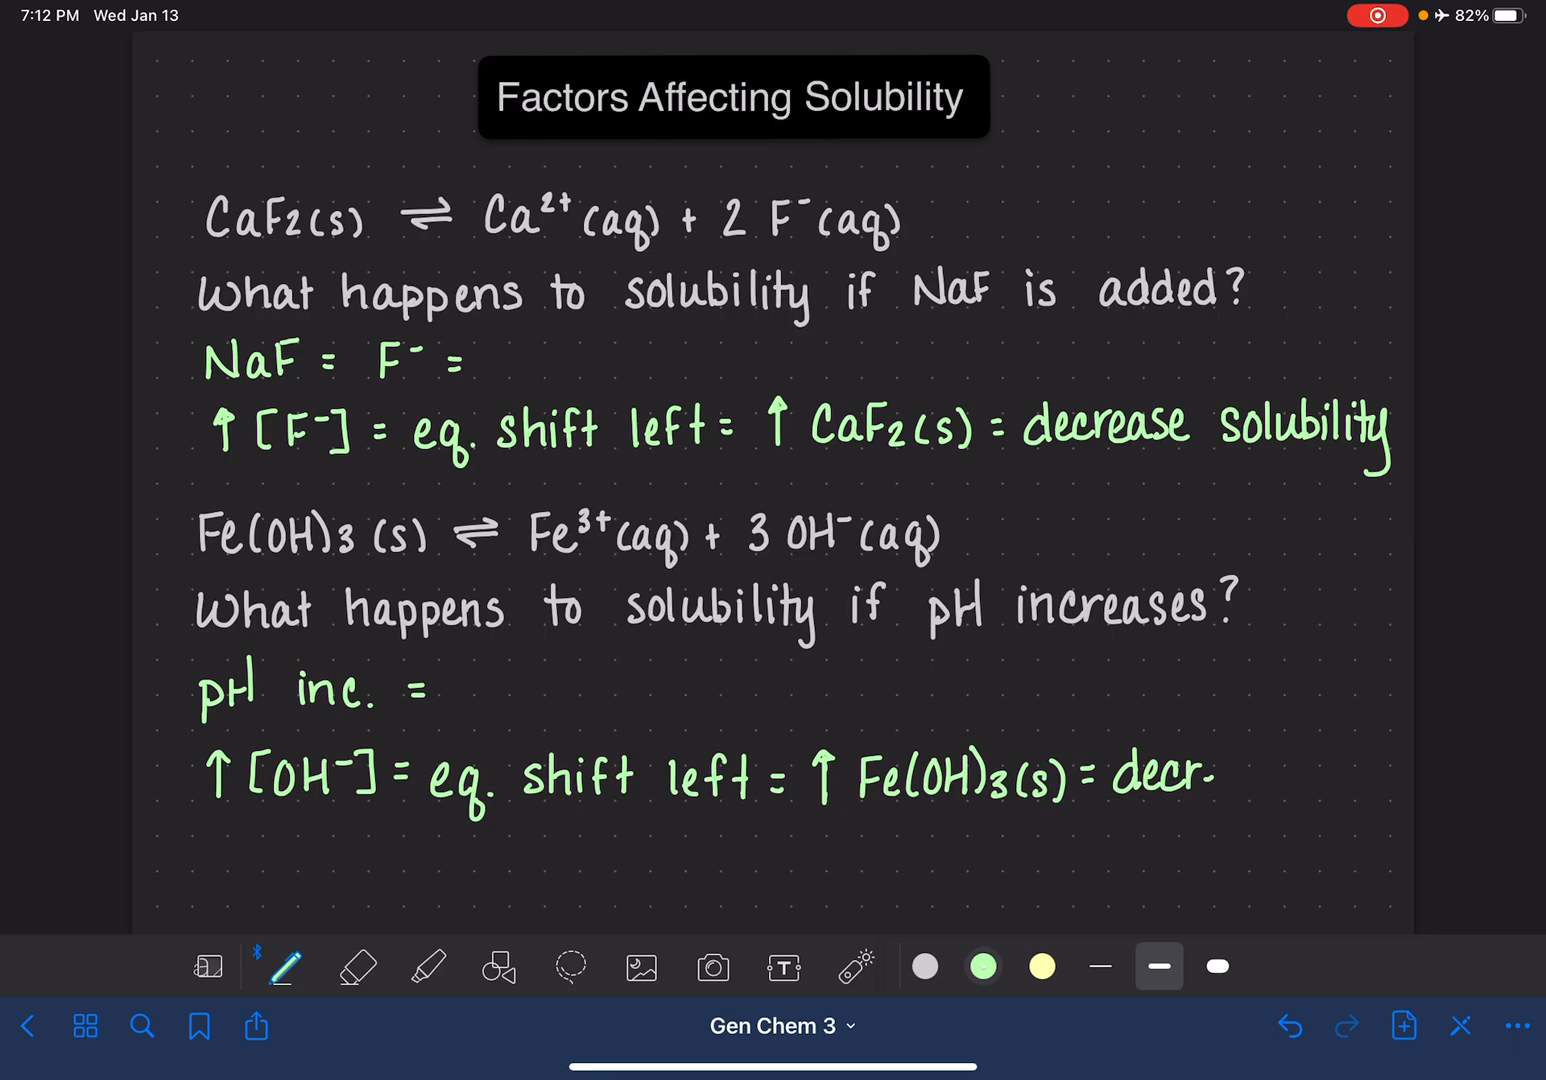 7:12 PM Wed Jan 13 82%
Factors Affecting Solubility
CaF2(s) ⇌ Ca²⁺(aq) + 2 F⁻(aq)
What happens to solubility if NaF is added?
NaF = F⁻ =
↑ [F⁻] = eq. shift left = ↑ CaF2(s) = decrease solubility
Fe(OH)3 (s) ⇌ Fe³⁺(aq) + 3 OH⁻(aq)
What happens to solubility if pH increases?
pH inc. =
↑ [OH⁻] = eq. shift left = ↑ Fe(OH)3(s) = decr-
T
Gen Chem 3